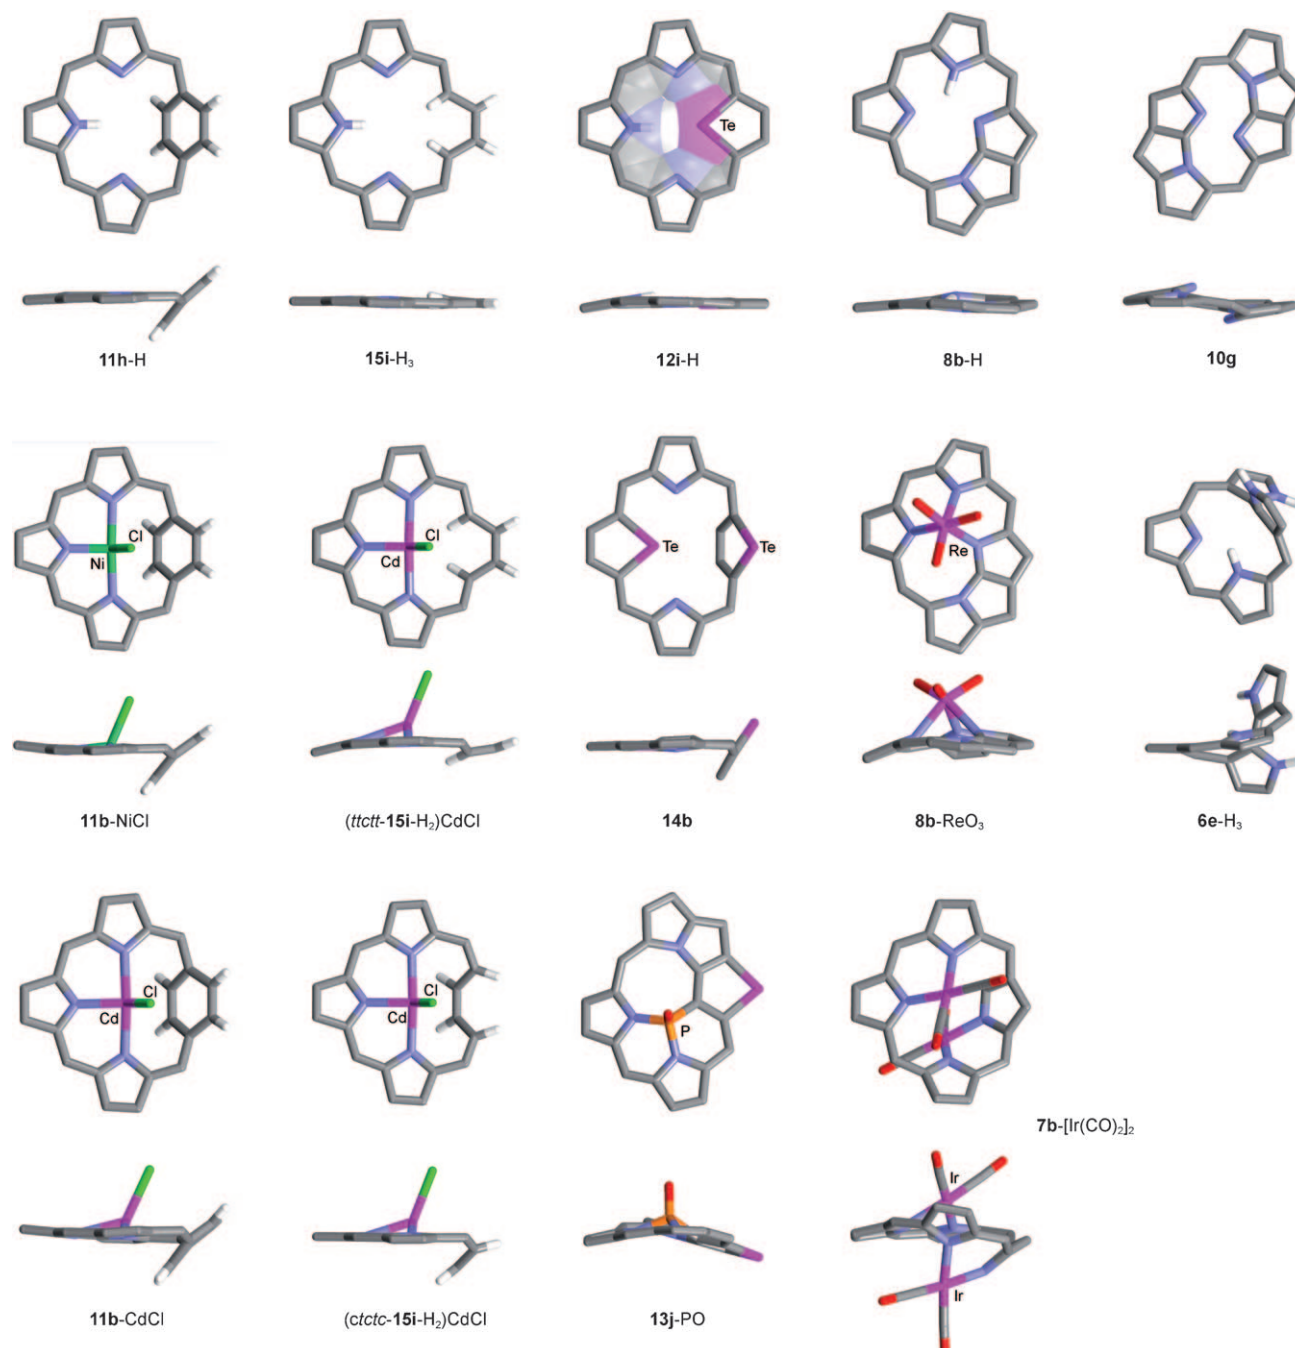 Te
11h-H
15i-H₃
12i-H
8b-H
10g
Cl
Ni
Cl
Cd
Te
Te
Re
11b-NiCl
(ttctt-15i-H₂)CdCl
14b
8b-ReO₃
6e-H₃
Cl
Cd
Cl
Cd
P
7b-[Ir(CO)₂]₂
Ir
Ir
11b-CdCl
(ctctc-15i-H₂)CdCl
13j-PO